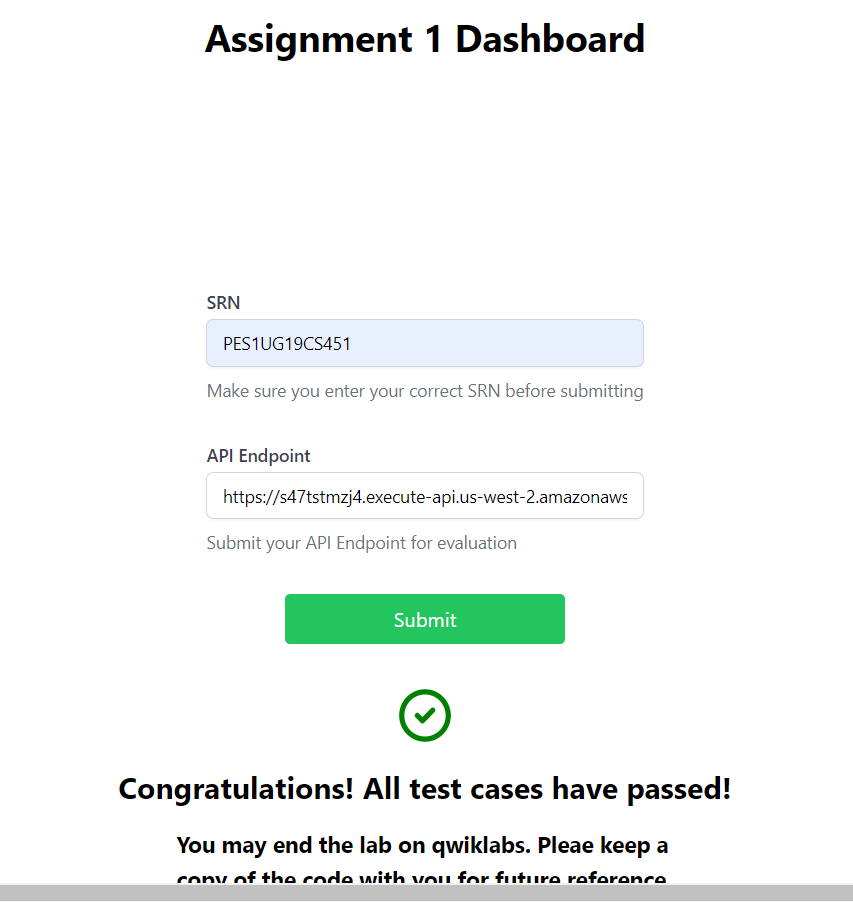 Assignment 1 Dashboard
SRN
PES1UG19CS451
Make sure you enter your correct SRN before submitting
API Endpoint
https://s47tstmzj4.execute-api.us-west-2.amazonaws
Submit your API Endpoint for evaluation
Submit
Congratulations! All test cases have passed!
You may end the lab on qwiklabs. Pleae keep a
copy of the code with you for future reference